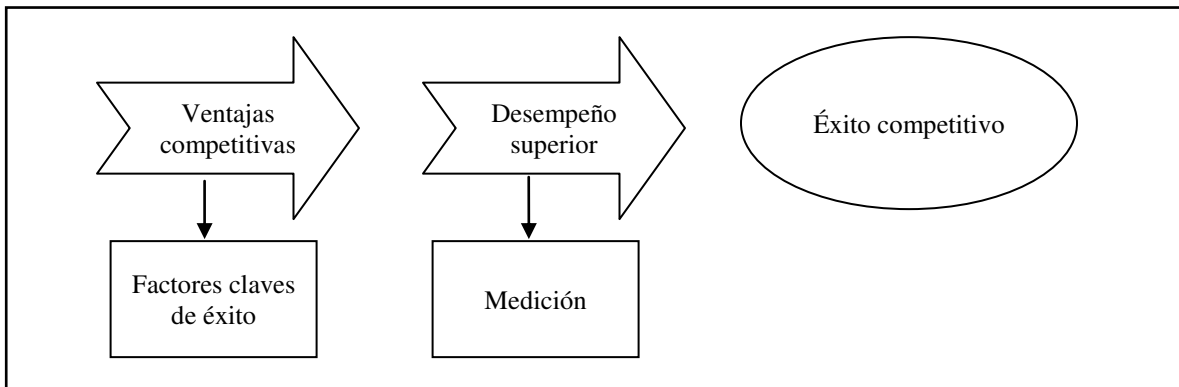 Ventajas
competitivas
Desempeño
superior
Éxito competitivo
Factores claves
de éxito
Medición